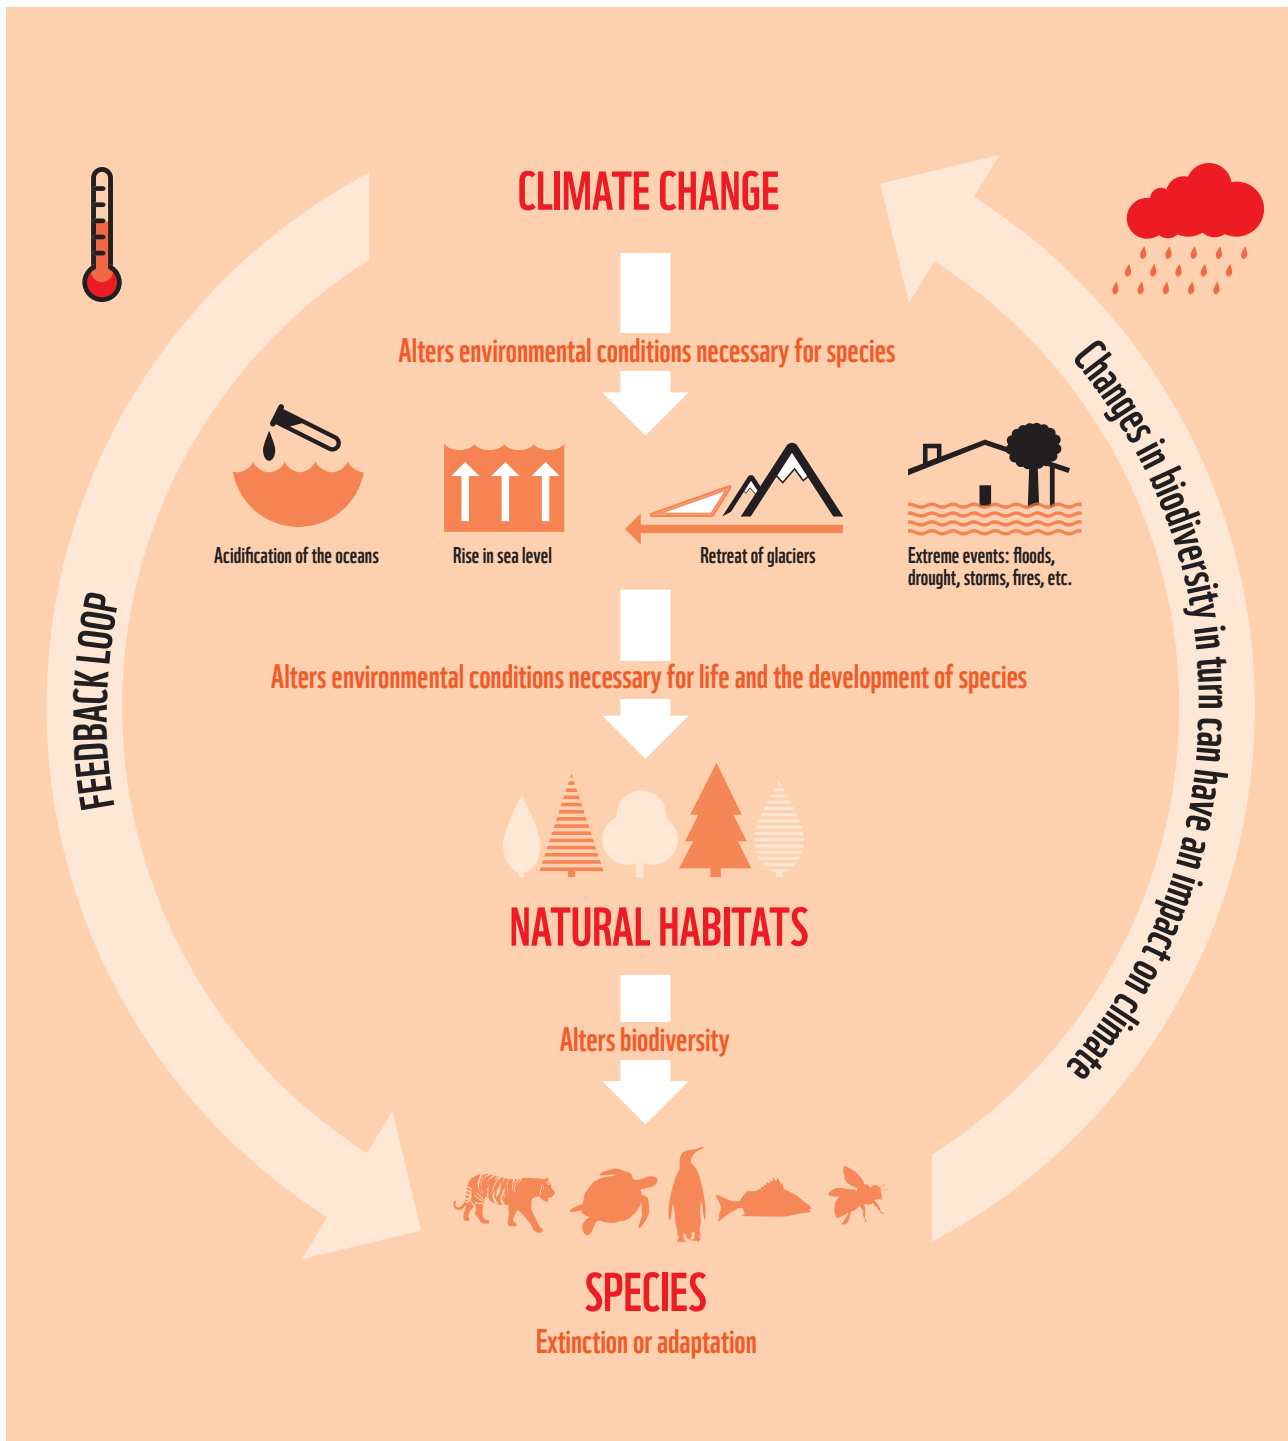 CLIMATE CHANGE
Alters environmental conditions necessary for species
Acidification of the oceans
Rise in sea level
Retreat of glaciers
Extreme events: floods,
drought, storms, fires, etc.
Alters environmental conditions necessary for life and the development of species
NATURAL HABITATS
Alters biodiversity
SPECIES
Extinction or adaptation
FEEDBACK LOOP
Changes in biodiversity in turn can have an impact on climate